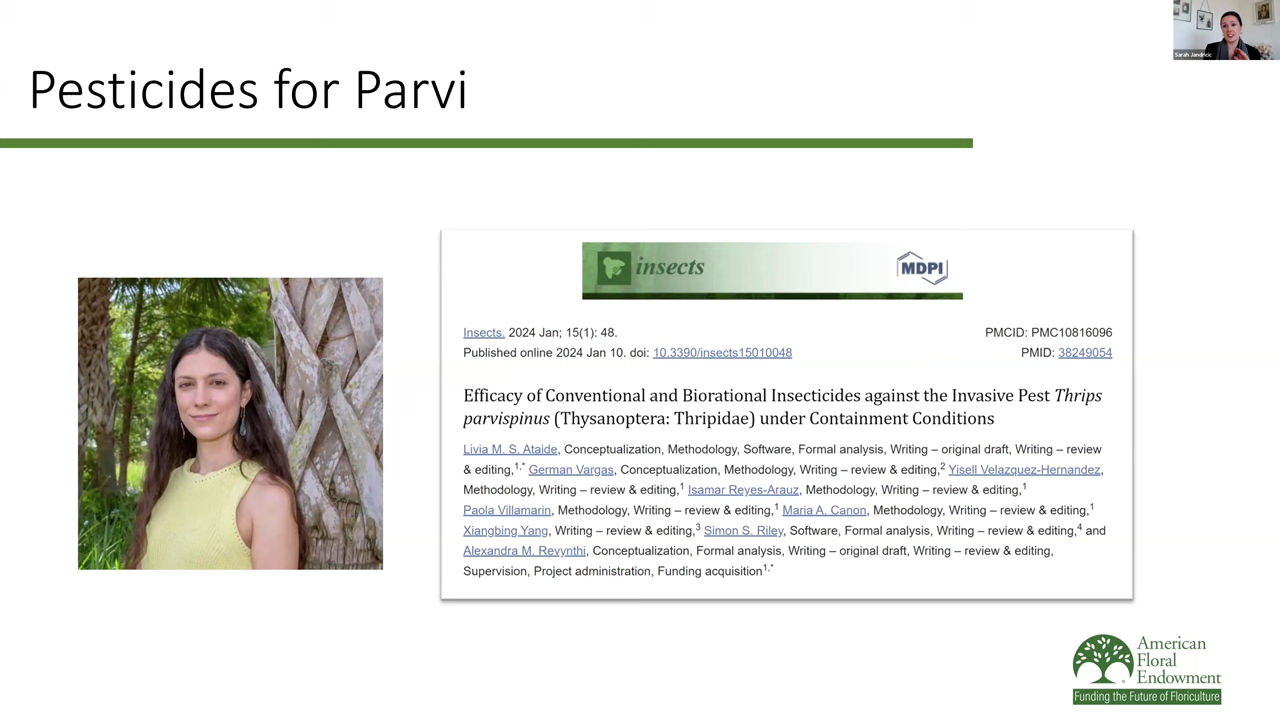 Sarah Jandricic
Pesticides for Parvi
insects
MDPI
Insects. 2024 Jan; 15(1): 48.
PMCID: PMC10816096
Published online 2024 Jan 10. doi: 10.3390/insects15010048
PMID: 38249054
Efficacy of Conventional and Biorational Insecticides against the Invasive Pest Thrips
parvispinus (Thysanoptera: Thripidae) under Containment Conditions
Livia M. S. Ataide, Conceptualization, Methodology, Software, Formal analysis, Writing – original draft, Writing – review
& editing,1,* German Vargas, Conceptualization, Methodology, Writing – review & editing,2 Yisell Velazquez-Hernandez,
Methodology, Writing – review & editing,1 Isamar Reyes-Arauz, Methodology, Writing – review & editing,1
Paola Villamarin, Methodology, Writing – review & editing,1 Maria A. Canon, Methodology, Writing – review & editing,1
Xiangbing Yang, Writing – review & editing,3 Simon S. Riley, Software, Formal analysis, Writing – review & editing,4 and
Alexandra M. Revynthi, Conceptualization, Formal analysis, Writing – original draft, Writing – review & editing,
Supervision, Project administration, Funding acquisition1,*
American
Floral
Endowment
Funding the Future of Floriculture